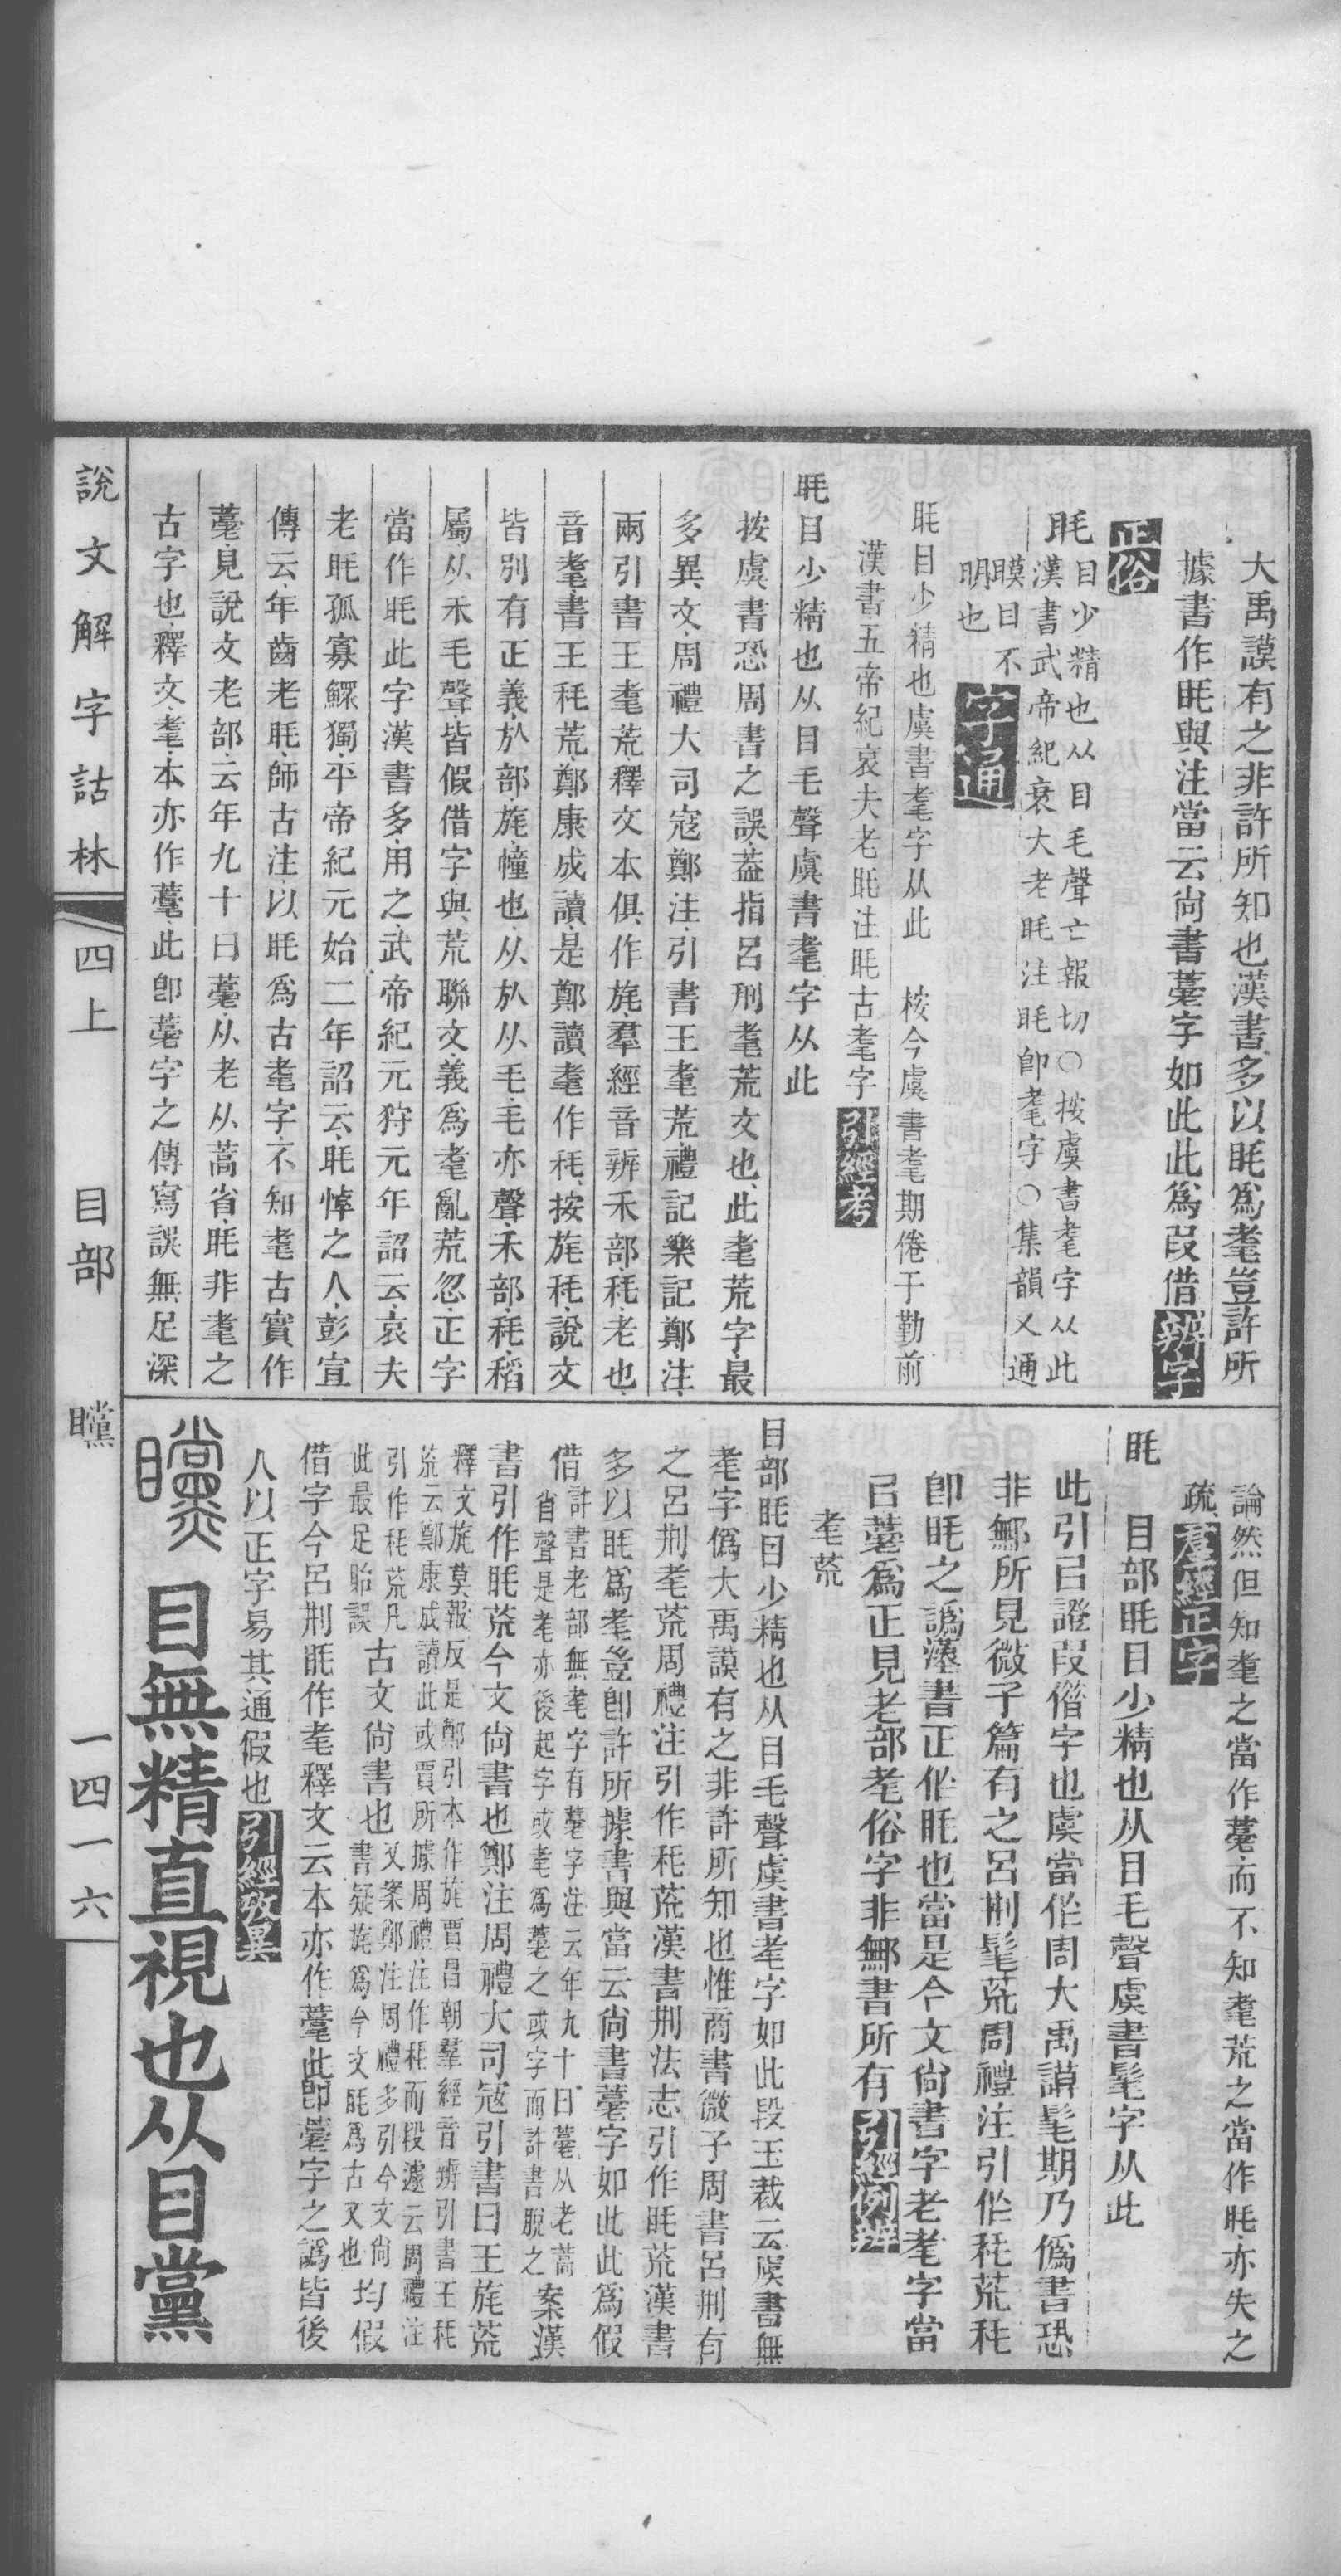 大禹謨有之非許所知也漢書多以眊爲耄豈許所
據書作眊與注當云尙書薹字如此此爲叚借辨字
正俗
眊目少精也从目毛聲亡報切○按虞書耄字从此
漢書武帝紀哀大老眊注眊卽耄字○集韻又通
瞙目不
明也字通
眊目少精也虞書耄字从此 桉今虞書耄期倦于勤前
漢書五帝紀哀夫老眊注眊古耄字引經考
眊目少精也从目毛聲虞書耄字从此
按虞書恐周書之誤葢指呂刑耄荒文也此耄荒字最
多異文周禮大司寇鄭注引書王耄荒禮記樂記鄭注
兩引書王耄荒釋文本俱作旄羣經音辨禾部秏老也
音耄書王秏荒鄭康成讀是鄭讀耄作秏按旄秏說文
皆別有正義㫃部旄幢也从㫃从毛毛亦聲禾部秏稻
屬从禾毛聲皆假借字與荒聯文義爲耄亂荒忽正字
當作眊此字漢書多用之武帝紀元狩元年詔云哀夫
老眊孤寡鰥獨平帝紀元始二年詔云眊悼之人彭宣
傳云年齒老眊師古注以眊爲古耄字不知耄古實作
薹見說文老部云年九十曰薹从老从蒿省眊非耄之
古字也釋文耄本亦作薹此卽薹字之傳寫誤無足深
論然但知耄之當作薹而不知耄荒之當作眊亦失之
疏羣經正字
眊 目部眊目少精也从目毛聲虞書髦字从此
此引㠯證叚僭字也虞當作周大禹謨髦期乃僞書恐
非鄦所見微子篇有之呂荆髦荒周禮注引作秏荒秏
卽眊之譌漢書正作眊也當是今文尙書字老耄字當
㠯薹爲正見老部耄俗字非鄦書所有引經例辨
耄荒
目部眊目少精也从目毛聲虞書耄字如此段玉裁云虞書無
耄字僞大禹謨有之非許所知也惟商書微子周書呂荆有
之呂荆耄荒周禮注引作秏荒漢書荆法志引作眊荒漢書
多以眊爲耄豈卽許所據書與當云尙書薹字如此此爲假
借許書老部無耄字有薹字注云年九十曰薹从老蒿
省聲是耄亦後起字或耄爲薹之或字而許書脫之案漢
書引作眊荒今文尙書也鄭注周禮大司寇引書曰王旄荒
釋文旄莫報反是鄭引本作旄賈昌朝羣經音辨引書王秏
荒云鄭康成讀此或賈所據周禮注作秏而段遽云周禮注
引作秏荒凡古文尙書也又案鄭注周禮多引今文尙
此最足貽誤書疑旄爲今文眊爲古文也均假
借字今呂荆眊作耄釋文云本亦作薹此卽薹字之譌皆後
人以正字易其通假也引經攷異
矘 目無精直視也从目黨
說文解字詁林 四上 目部 矘 一四一六